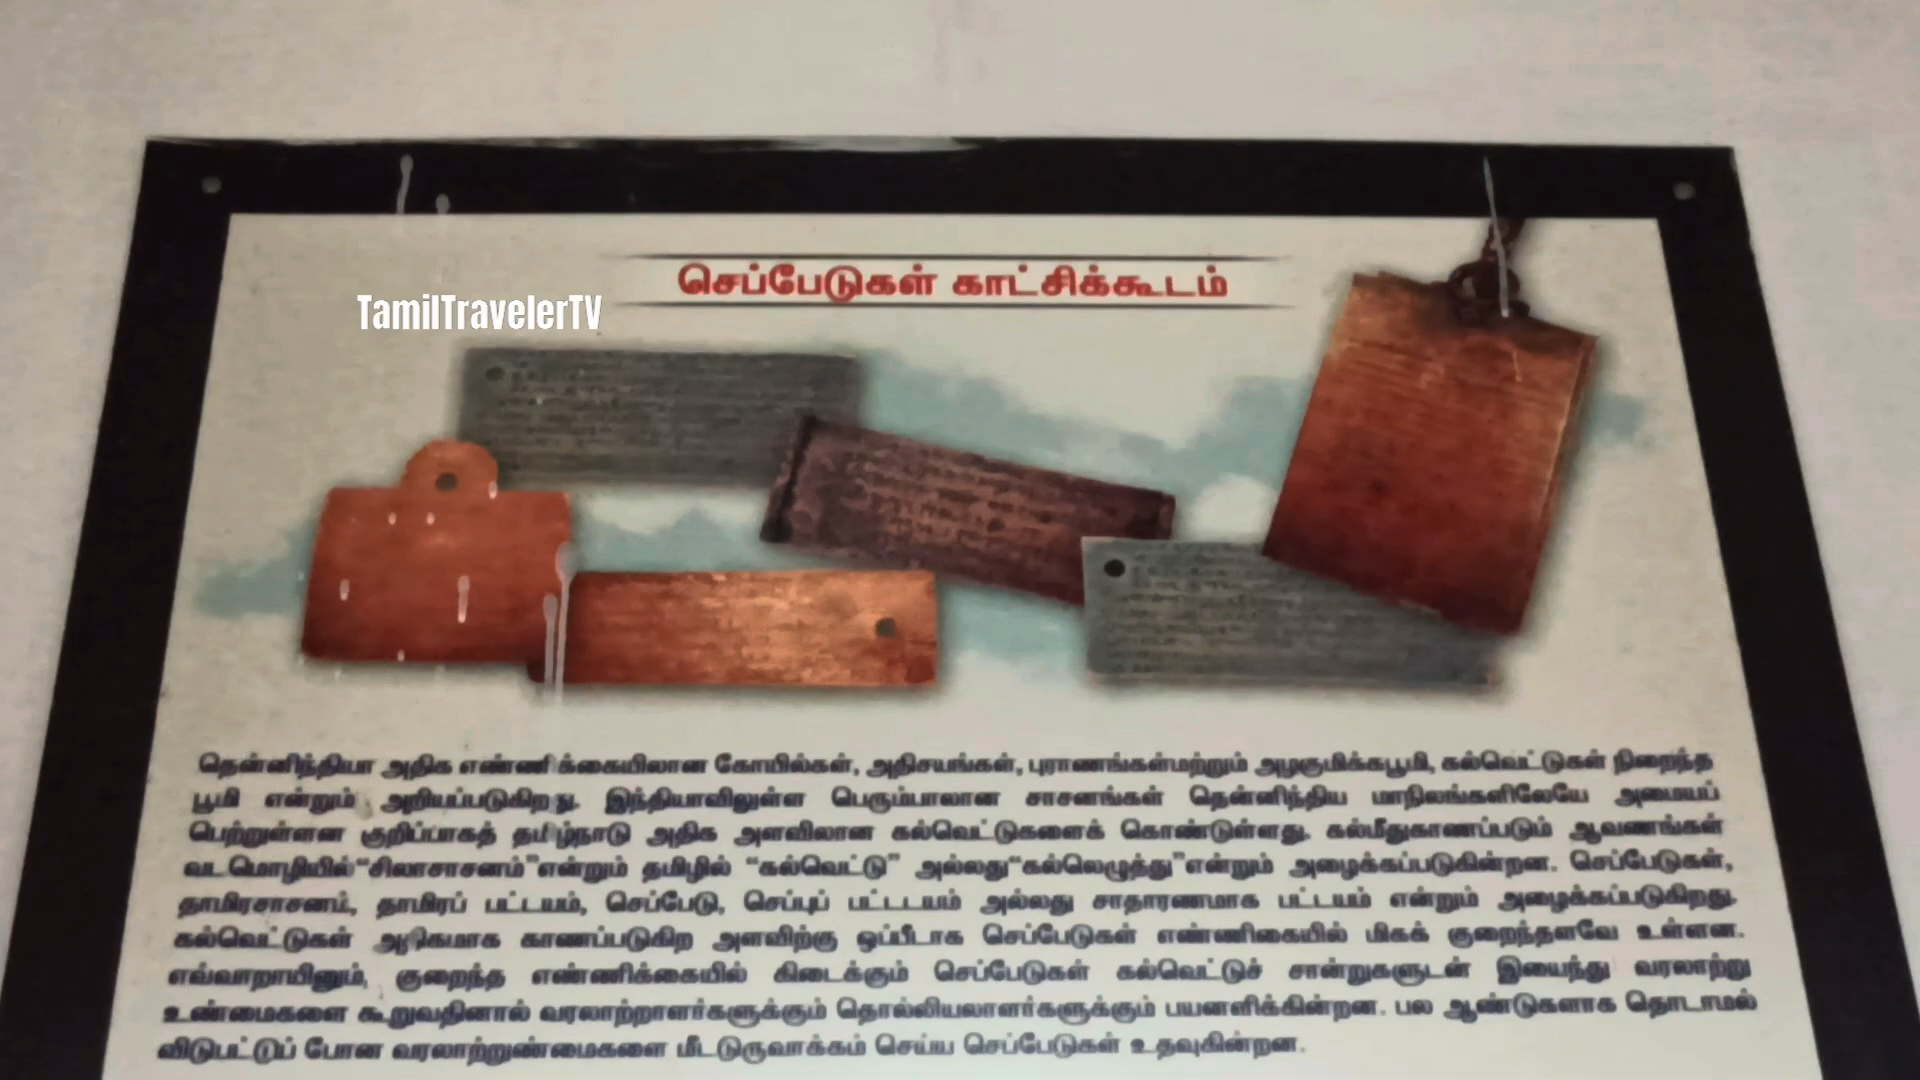 செப்பேடுகள் காட்சிக்கூடம்
TamilTravelerTV
தென்னிந்தியா அதிக எண்ணிக்கையிலான கோயில்கள், அதிசயங்கள், புராணங்கள்மற்றும் அழகுமிக்கபூமி, கல்வெட்டுகள் நிறைந்த
பூமி என்றும் அறியப்படுகிறது. இந்தியாவிலுள்ள பெரும்பாலான சாசனங்கள் தென்னிந்திய மாநிலங்களிலேயே அமையப்
பெற்றுள்ளன குறிப்பாகத் தமிழ்நாடு அதிக அளவிலான கல்வெட்டுகளைக் கொண்டுள்ளது. கல்மீதுகாணப்படும் ஆவணங்கள்
வடமொழியில்"சிலாசாசனம்"என்றும் தமிழில் "கல்வெட்டு" அல்லது"கல்லெழுத்து"என்றும் அழைக்கப்படுகின்றன. செப்பேடுகள்,
தாமிரசாசனம், தாமிரப் பட்டயம், செப்பேடு, செப்புப் பட்டடயம் அல்லது சாதாரணமாக பட்டயம் என்றும் அழைக்கப்படுகிறது.
கல்வெட்டுகள் அதிகமாக காணப்படுகிற அளவிற்கு ஒப்பீடாக செப்பேடுகள் எண்ணிகையில் மிகக் குறைந்தளவே உள்ளன.
எவ்வாறாயினும், குறைந்த எண்ணிக்கையில் கிடைக்கும் செப்பேடுகள் கல்வெட்டுச் சான்றுகளுடன் இயைந்து வரலாற்று
உண்மைகளை கூறுவதினால் வரலாற்றாளர்களுக்கும் தொல்லியலாளர்களுக்கும் பயனளிக்கின்றன. பல ஆண்டுகளாக தொடாமல்
விடுபட்டுப் போன வரலாற்றுண்மைகளை மீட்டுருவாக்கம் செய்ய செப்பேடுகள் உதவுகின்றன.